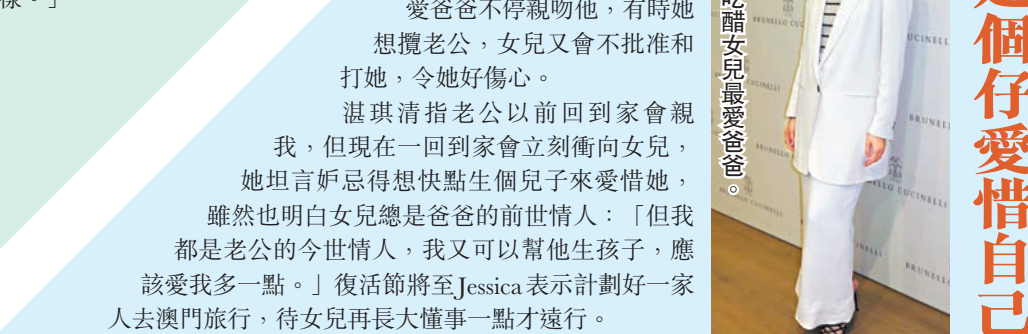 樣。」
愛爸爸不停親吻他，有時她
想攬老公，女兒又會不批准和
打她，令她好傷心。
湛琪清指老公以前回到家會親
我，但現在一回到家會立刻衝向女兒，
她坦言妒忌得想快點生個兒子來愛惜她，
雖然也明白女兒總是爸爸的前世情人：「但我
都是老公的今世情人，我又可以幫他生孩子，應
該愛我多一點。」復活節將至Jessica表示計劃好一家
人去澳門旅行，待女兒再長大懂事一點才遠行。
吃醋女兒最愛爸爸。
BRUNELLO CUCINELLI
個仔愛惜自己